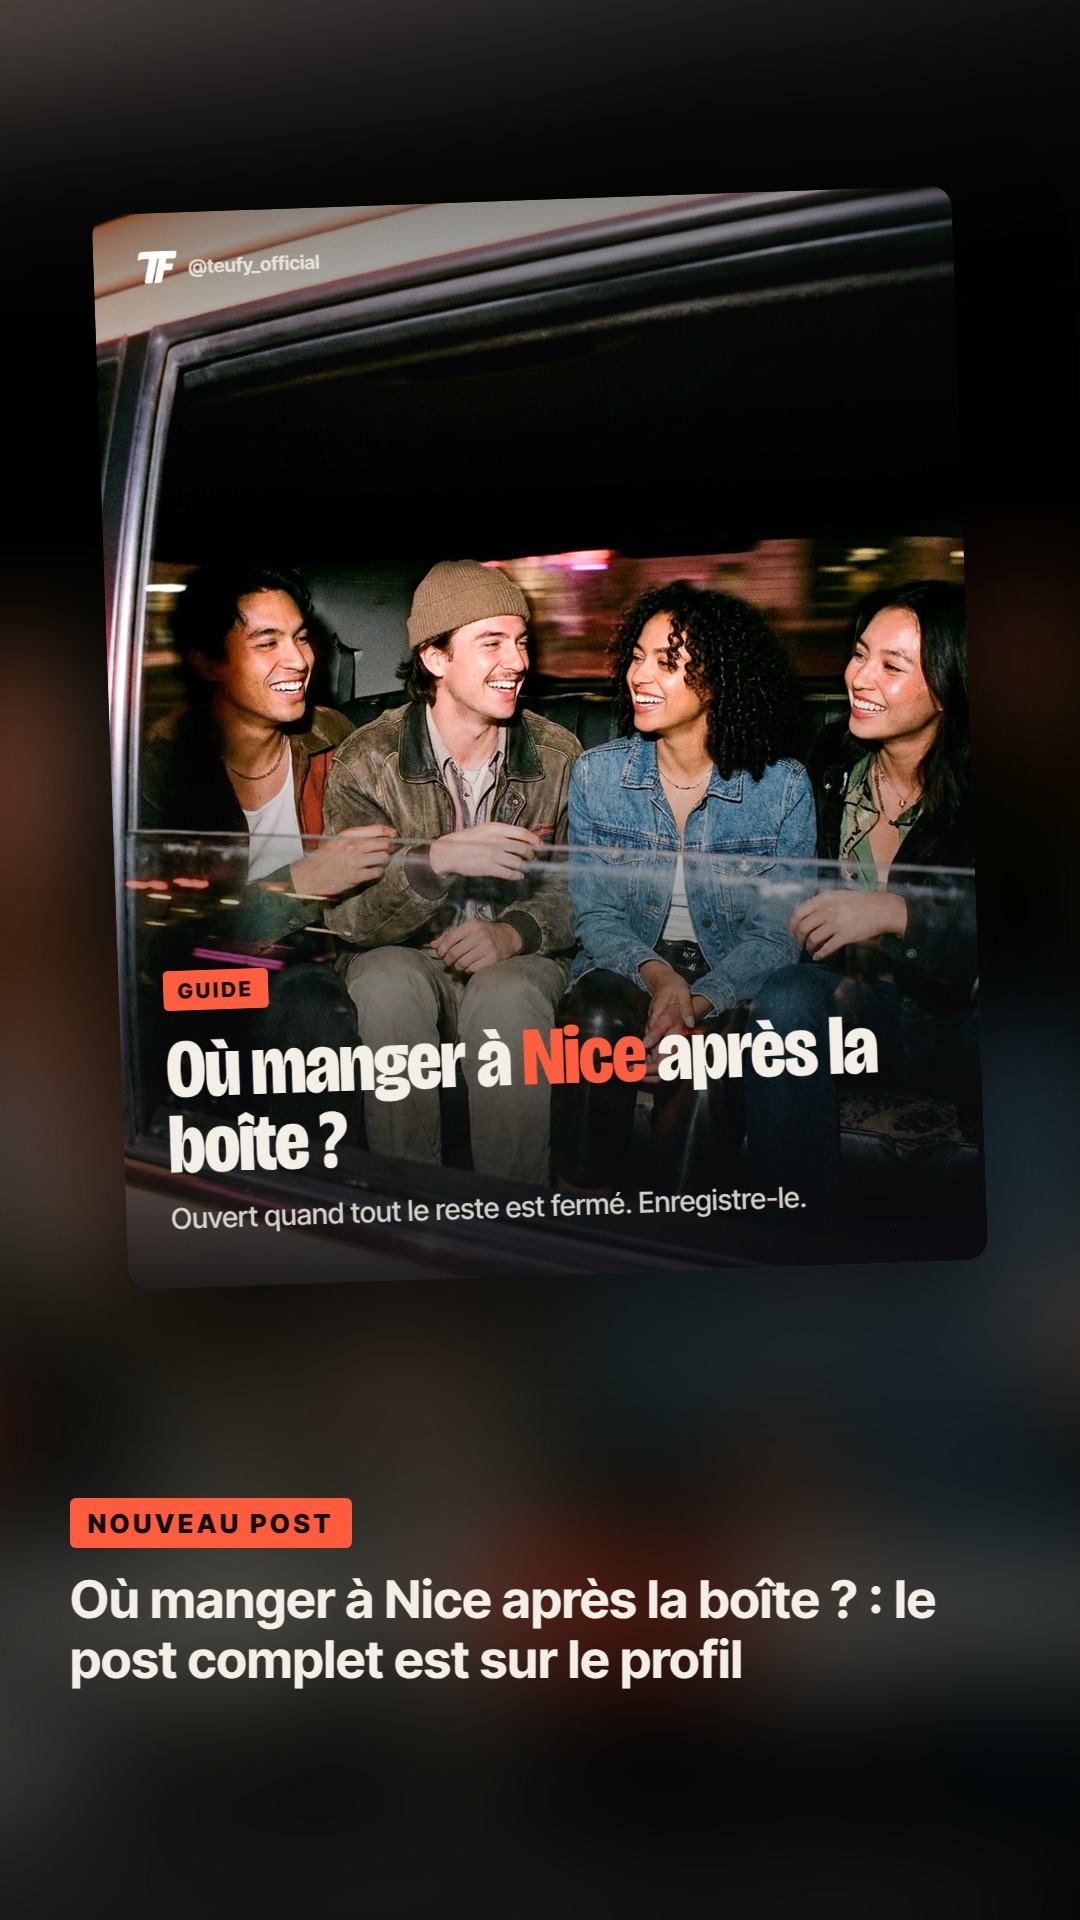 TF @teufy_official
GUIDE
Où manger à Nice après la
boîte ?
Ouvert quand tout le reste est fermé. Enregistre-le.
NOUVEAU POST
Où manger à Nice après la boîte ? : le
post complet est sur le profil